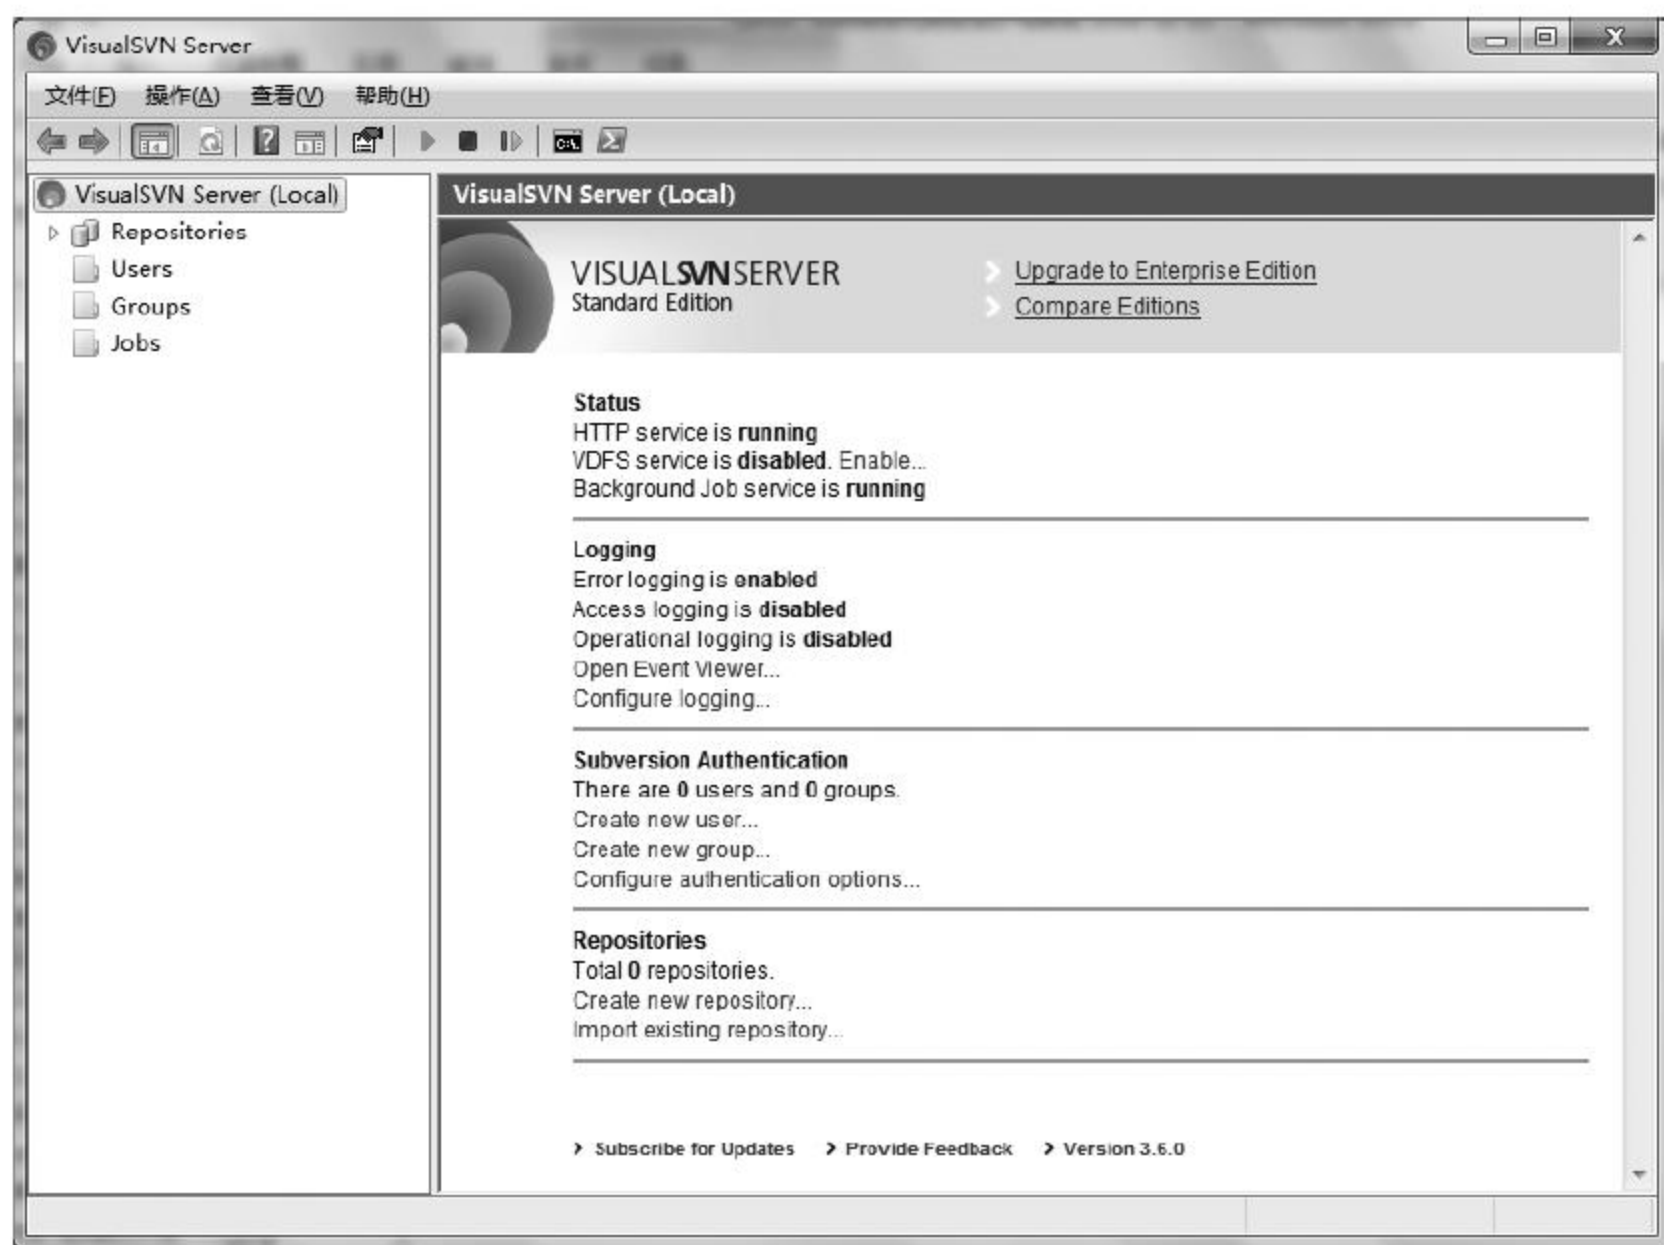 VisualSVN Server
文件(F) 操作(A) 查看(V) 帮助(H)
VisualSVN Server (Local)
Repositories
Users
Groups
Jobs
VisualSVN Server (Local)
VISUALSVNSERVER
Standard Edition
Upgrade to Enterprise Edition
Compare Editions
Status
HTTP service is running
VDFS service is disabled. Enable...
Background Job service is running
Logging
Error logging is enabled
Access logging is disabled
Operational logging is disabled
Open Event Viewer...
Configure logging...
Subversion Authentication
There are 0 users and 0 groups.
Create new user...
Create new group...
Configure authentication options...
Repositories
Total 0 repositories.
Create new repository...
Import existing repository...
Subscribe for Updates Provide Feedback Version 3.6.0